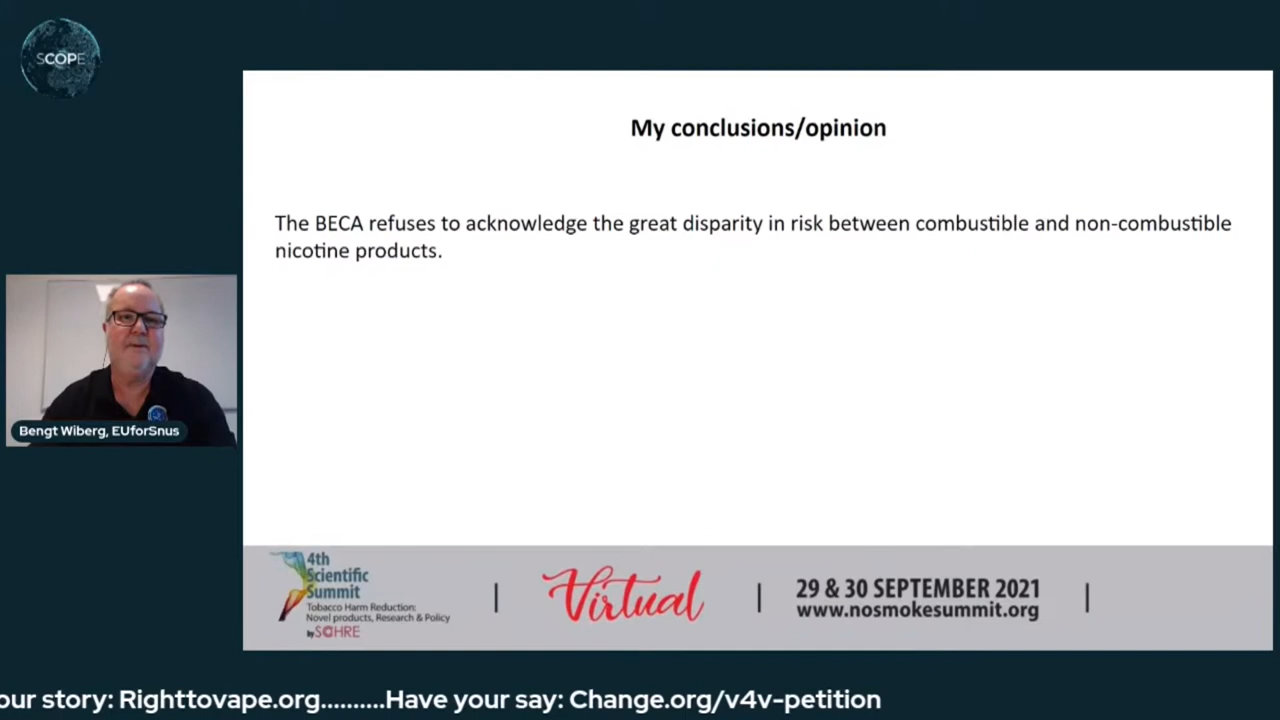 SCOPE
My conclusions/opinion
The BECA refuses to acknowledge the great disparity in risk between combustible and non-combustible
nicotine products.
Bengt Wiberg, EUforSnus
4th
Scientific
Summit
Tobacco Harm Reduction:
Novel products, Research & Policy
by SCOHRE
Virtual
29 & 30 SEPTEMBER 2021
www.nosmokesummit.org
our story: Righttovape.org..........Have your say: Change.org/v4v-petition